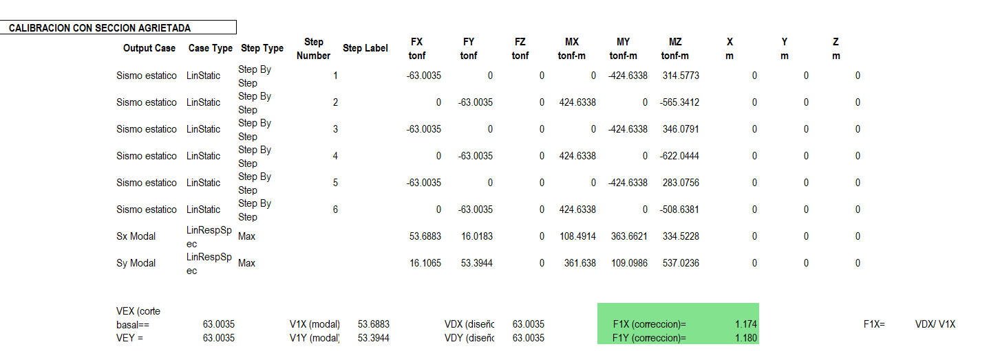 CALIBRACION CON SECCION AGRIETADA
Output Case Case Type Step Type Step Number Step Label FX tonf FY tonf FZ tonf MX tonf-m MY tonf-m MZ tonf-m X m Y m Z m
Sismo estatico LinStatic Step By Step 1 -63.0035 0 0 0 -424.6338 314.5773 0 0 0
Sismo estatico LinStatic Step By Step 2 0 -63.0035 0 424.6338 0 -565.3412 0 0 0
Sismo estatico LinStatic Step By Step 3 -63.0035 0 0 0 -424.6338 346.0791 0 0 0
Sismo estatico LinStatic Step By Step 4 0 -63.0035 0 424.6338 0 -622.0444 0 0 0
Sismo estatico LinStatic Step By Step 5 -63.0035 0 0 0 -424.6338 283.0756 0 0 0
Sismo estatico LinStatic Step By Step 6 0 -63.0035 0 424.6338 0 -508.6381 0 0 0
Sx Modal LinRespSpec Max 53.6883 16.0183 0 108.4914 363.6621 334.5228 0 0 0
Sy Modal LinRespSpec Max 16.1065 53.3944 0 361.638 109.0986 537.0236 0 0 0
VEX (corte basal== 63.0035 V1X (modal) 53.6883 VDX (diseño 63.0035 F1X (correccion)= 1.174 F1X= VDX/ V1X
VEY = 63.0035 V1Y (modal) 53.3944 VDY (diseño 63.0035 F1Y (correccion)= 1.180